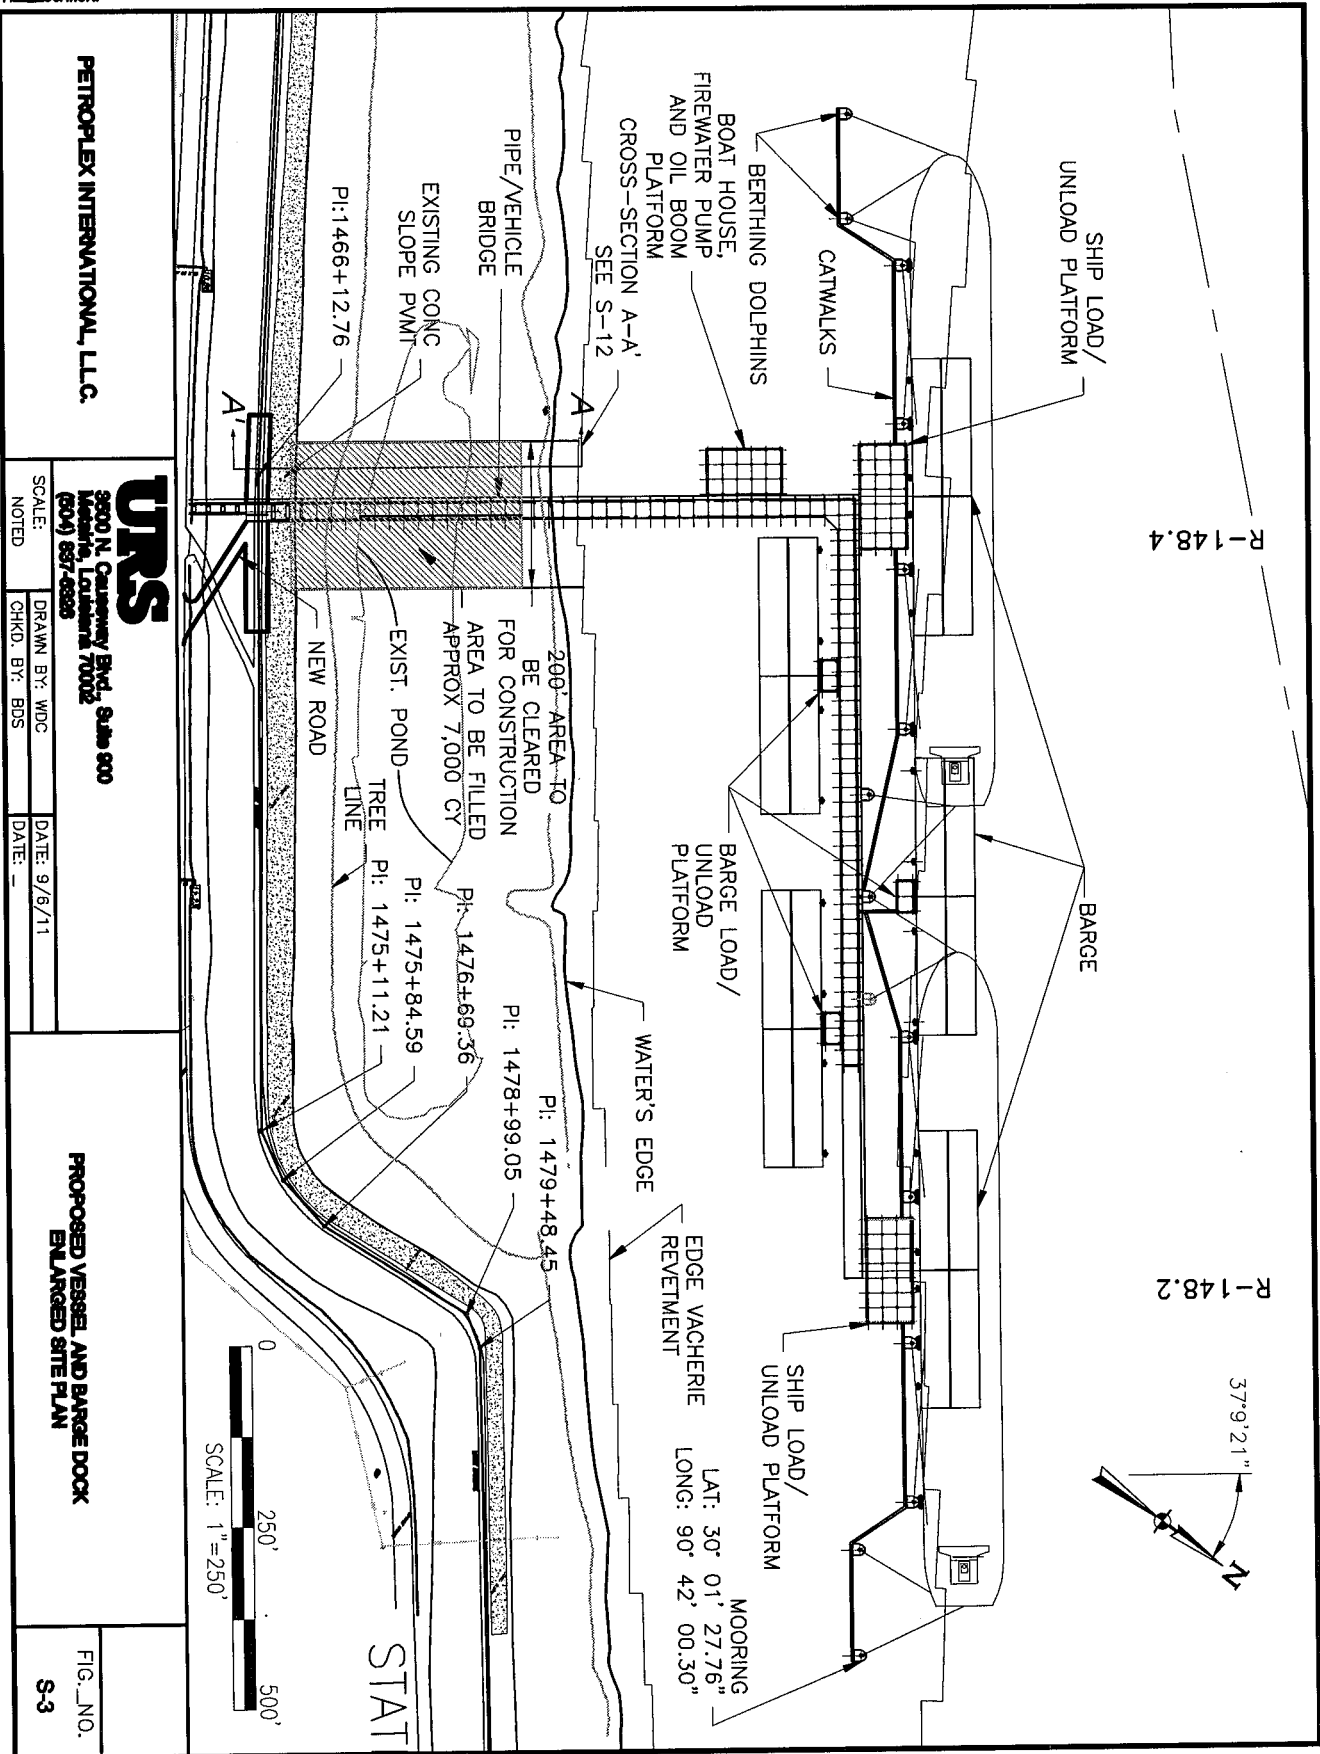 SHIP LOAD/
UNLOAD PLATFORM
R-148.4
R-148.2
37°9'21"
N
BERTHING DOLPHINS
CATWALKS
BARGE
BOAT HOUSE,
FIREWATER PUMP
AND OIL BOOM
PLATFORM
CROSS-SECTION A-A'
SEE S-12
PIPE/VEHICLE
BRIDGE
EXISTING CONC
SLOPE PVMT
PI:1466+12.76
A
A'
BARGE LOAD/
UNLOAD
PLATFORM
SHIP LOAD/
UNLOAD PLATFORM
MOORING
LAT: 30° 01' 27.76"
LONG: 90° 42' 00.30"
EDGE VACHERIE
REVETMENT
WATER'S EDGE
200' AREA TO
BE CLEARED
FOR CONSTRUCTION
AREA TO BE FILLED
APPROX 7,000 CY
EXIST. POND
NEW ROAD
TREE
LINE
PI: 1479+48.45
PI: 1478+99.05
PI: 1476+69.36
PI: 1475+84.59
PI: 1475+11.21
STAT
0
250'
500'
SCALE: 1"=250'
PETROPLEX INTERNATIONAL, L.L.C.
URS
3500 N. Causeway Blvd., Suite 900
Metairie, Louisiana 70002
(504) 837-6326
SCALE:
NOTED
DRAWN BY: WDC
DATE: 9/6/11
CHKD. BY: BDS
DATE: _
PROPOSED VESSEL AND BARGE DOCK
ENLARGED SITE PLAN
FIG._NO.
S-3